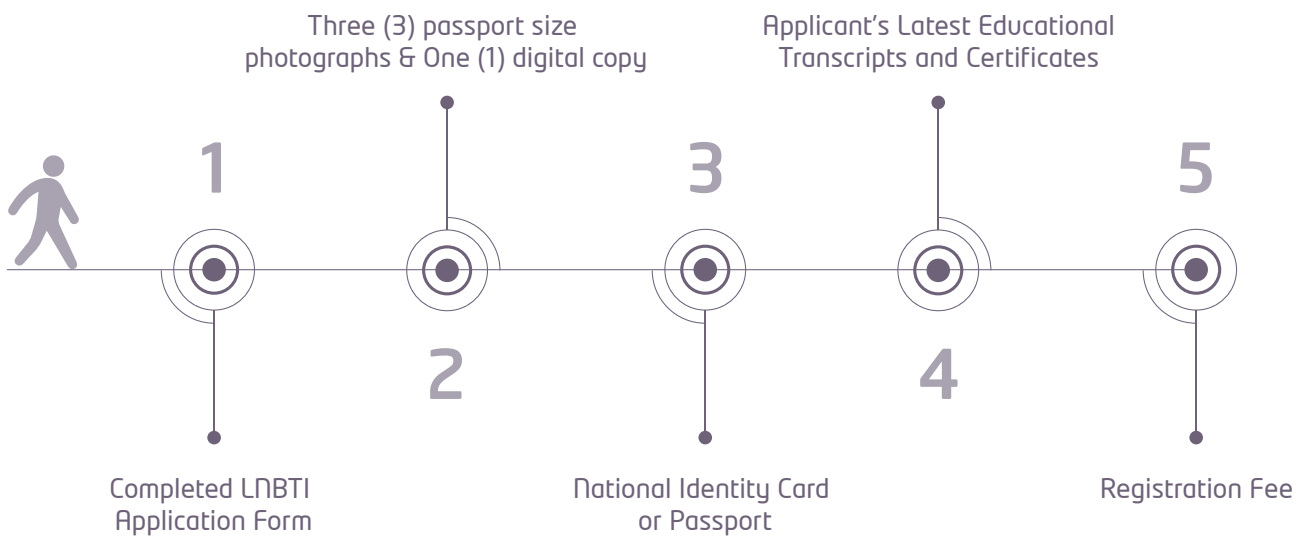 Three (3) passport size
photographs & One (1) digital copy
Applicant's Latest Educational
Transcripts and Certificates
1
3
5
2
4
Completed LNBTI
Application Form
National Identity Card
or Passport
Registration Fee